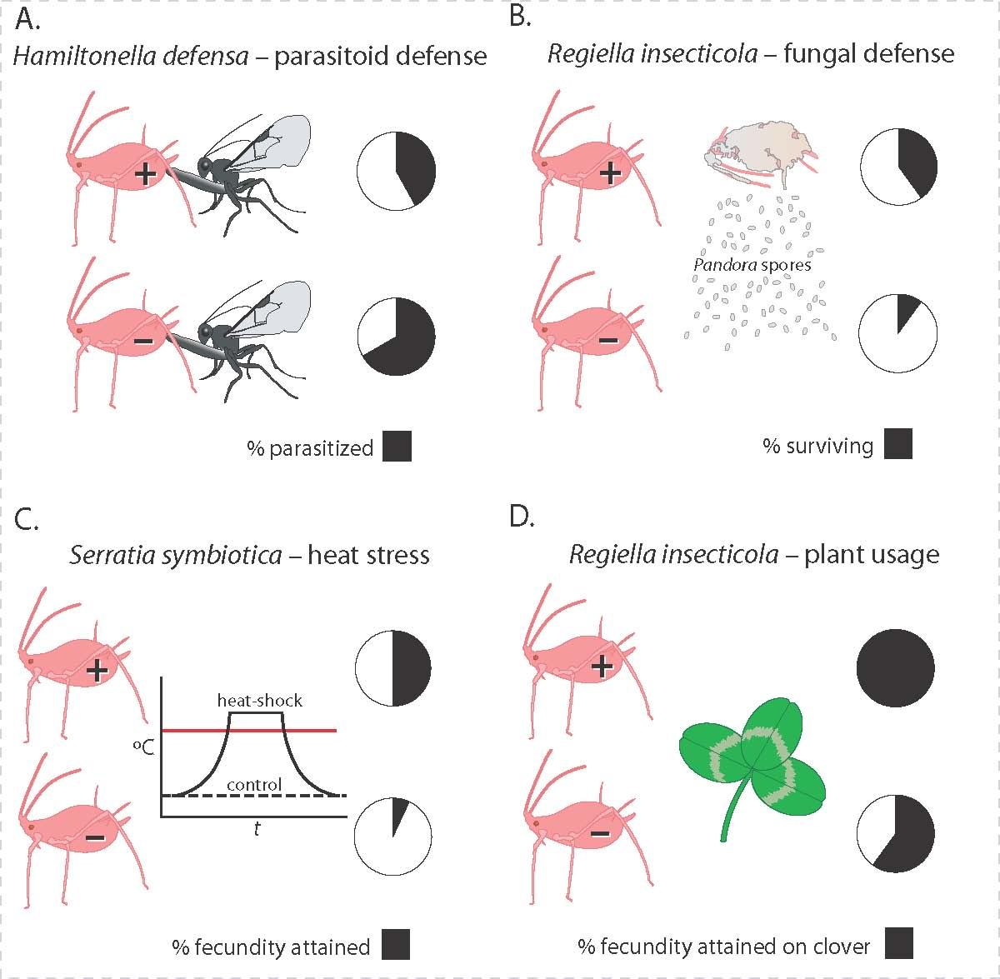 A.
Hamiltonella defensa – parasitoid defense
+
–
% parasitized
B.
Regiella insecticola – fungal defense
+
Pandora spores
–
% surviving
C.
Serratia symbiotica – heat stress
+
heat-shock
°C
control
–
t
% fecundity attained
D.
Regiella insecticola – plant usage
+
–
% fecundity attained on clover